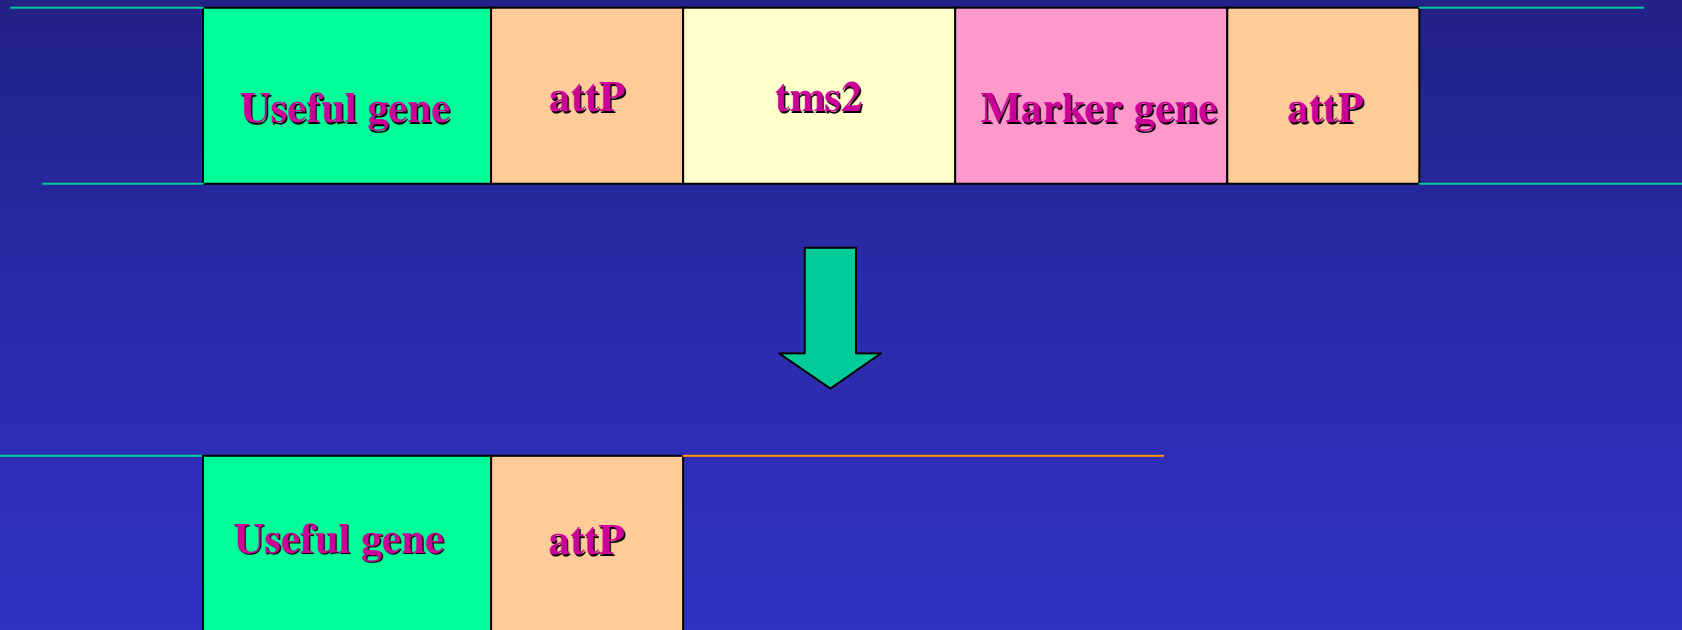 Useful gene attP tms2 Marker gene attP
Useful gene attP